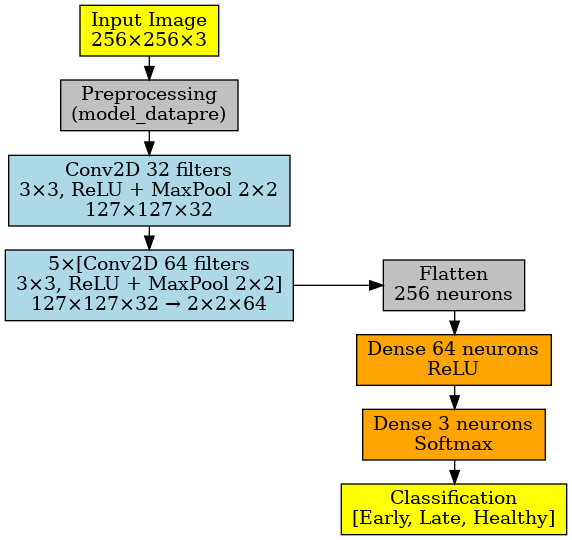 Input Image
256×256×3
Preprocessing
(model_datapre)
Conv2D 32 filters
3×3, ReLU + MaxPool 2×2
127×127×32
5×[Conv2D 64 filters
3×3, ReLU + MaxPool 2×2]
127×127×32 → 2×2×64
Flatten
256 neurons
Dense 64 neurons
ReLU
Dense 3 neurons
Softmax
Classification
[Early, Late, Healthy]